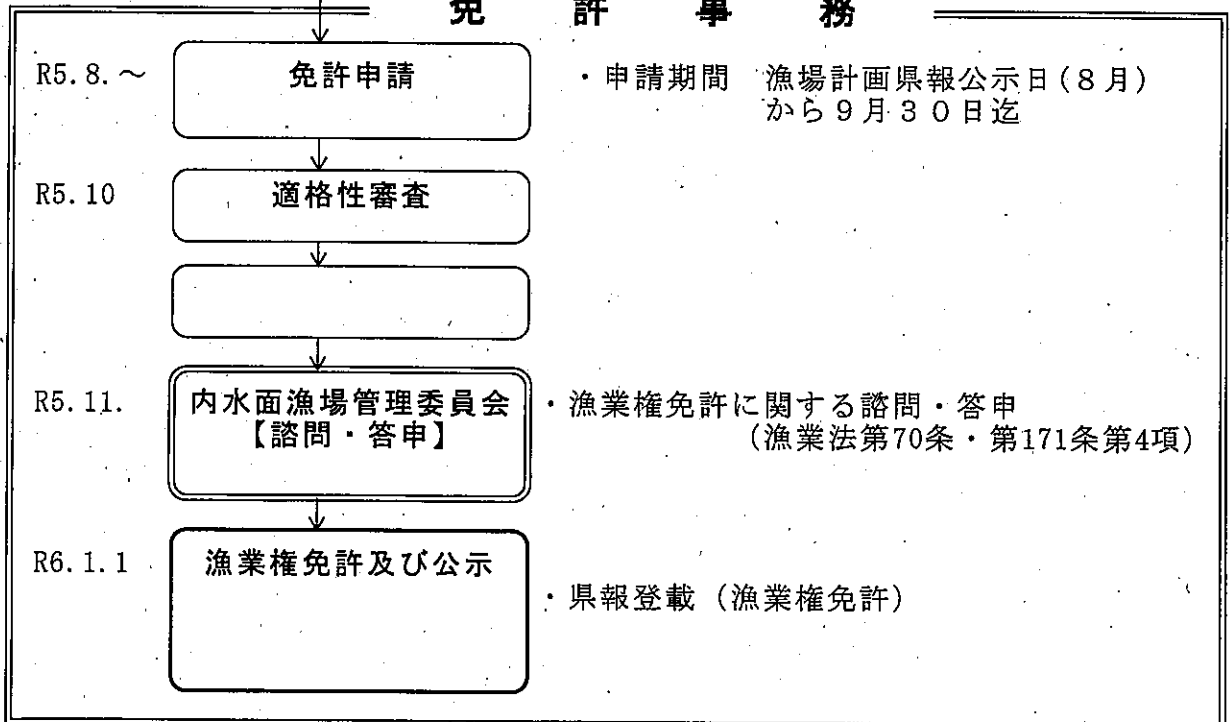 免許事務
R5.8.～
免許申請
・申請期間　漁場計画県報公示日(８月)
から９月３０日迄
R5.10
適格性審査
R5.11.
内水面漁場管理委員会
【諮問・答申】
・漁業権免許に関する諮問・答申
(漁業法第70条・第171条第4項)
R6.1.1
漁業権免許及び公示
・県報登載（漁業権免許）